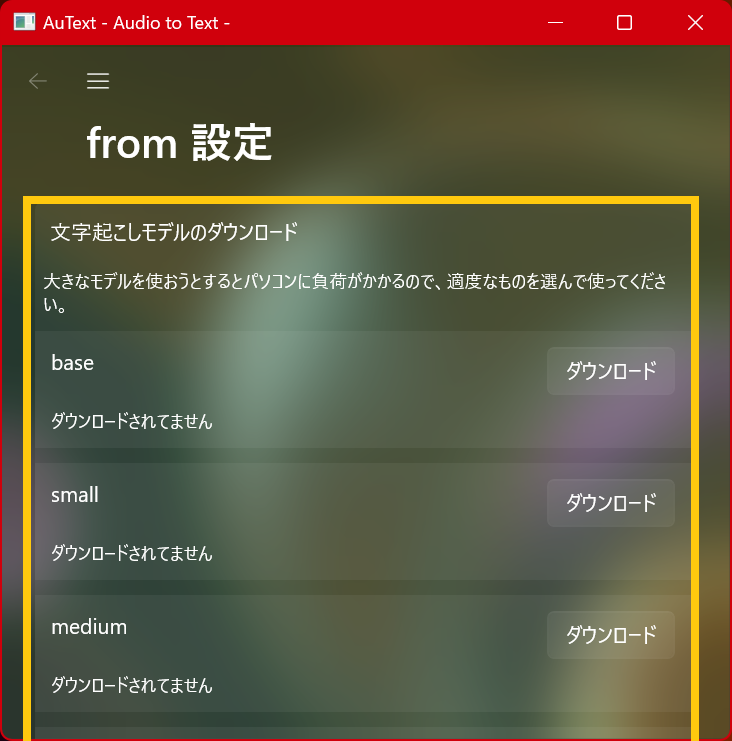 AuText - Audio to Text -
from 設定
文字起こしモデルのダウンロード
大きなモデルを使おうとするとパソコンに負荷がかかるので、適度なものを選んで使ってくださ
い。
base
ダウンロード
ダウンロードされてません
small
ダウンロード
ダウンロードされてません
medium
ダウンロード
ダウンロードされてません